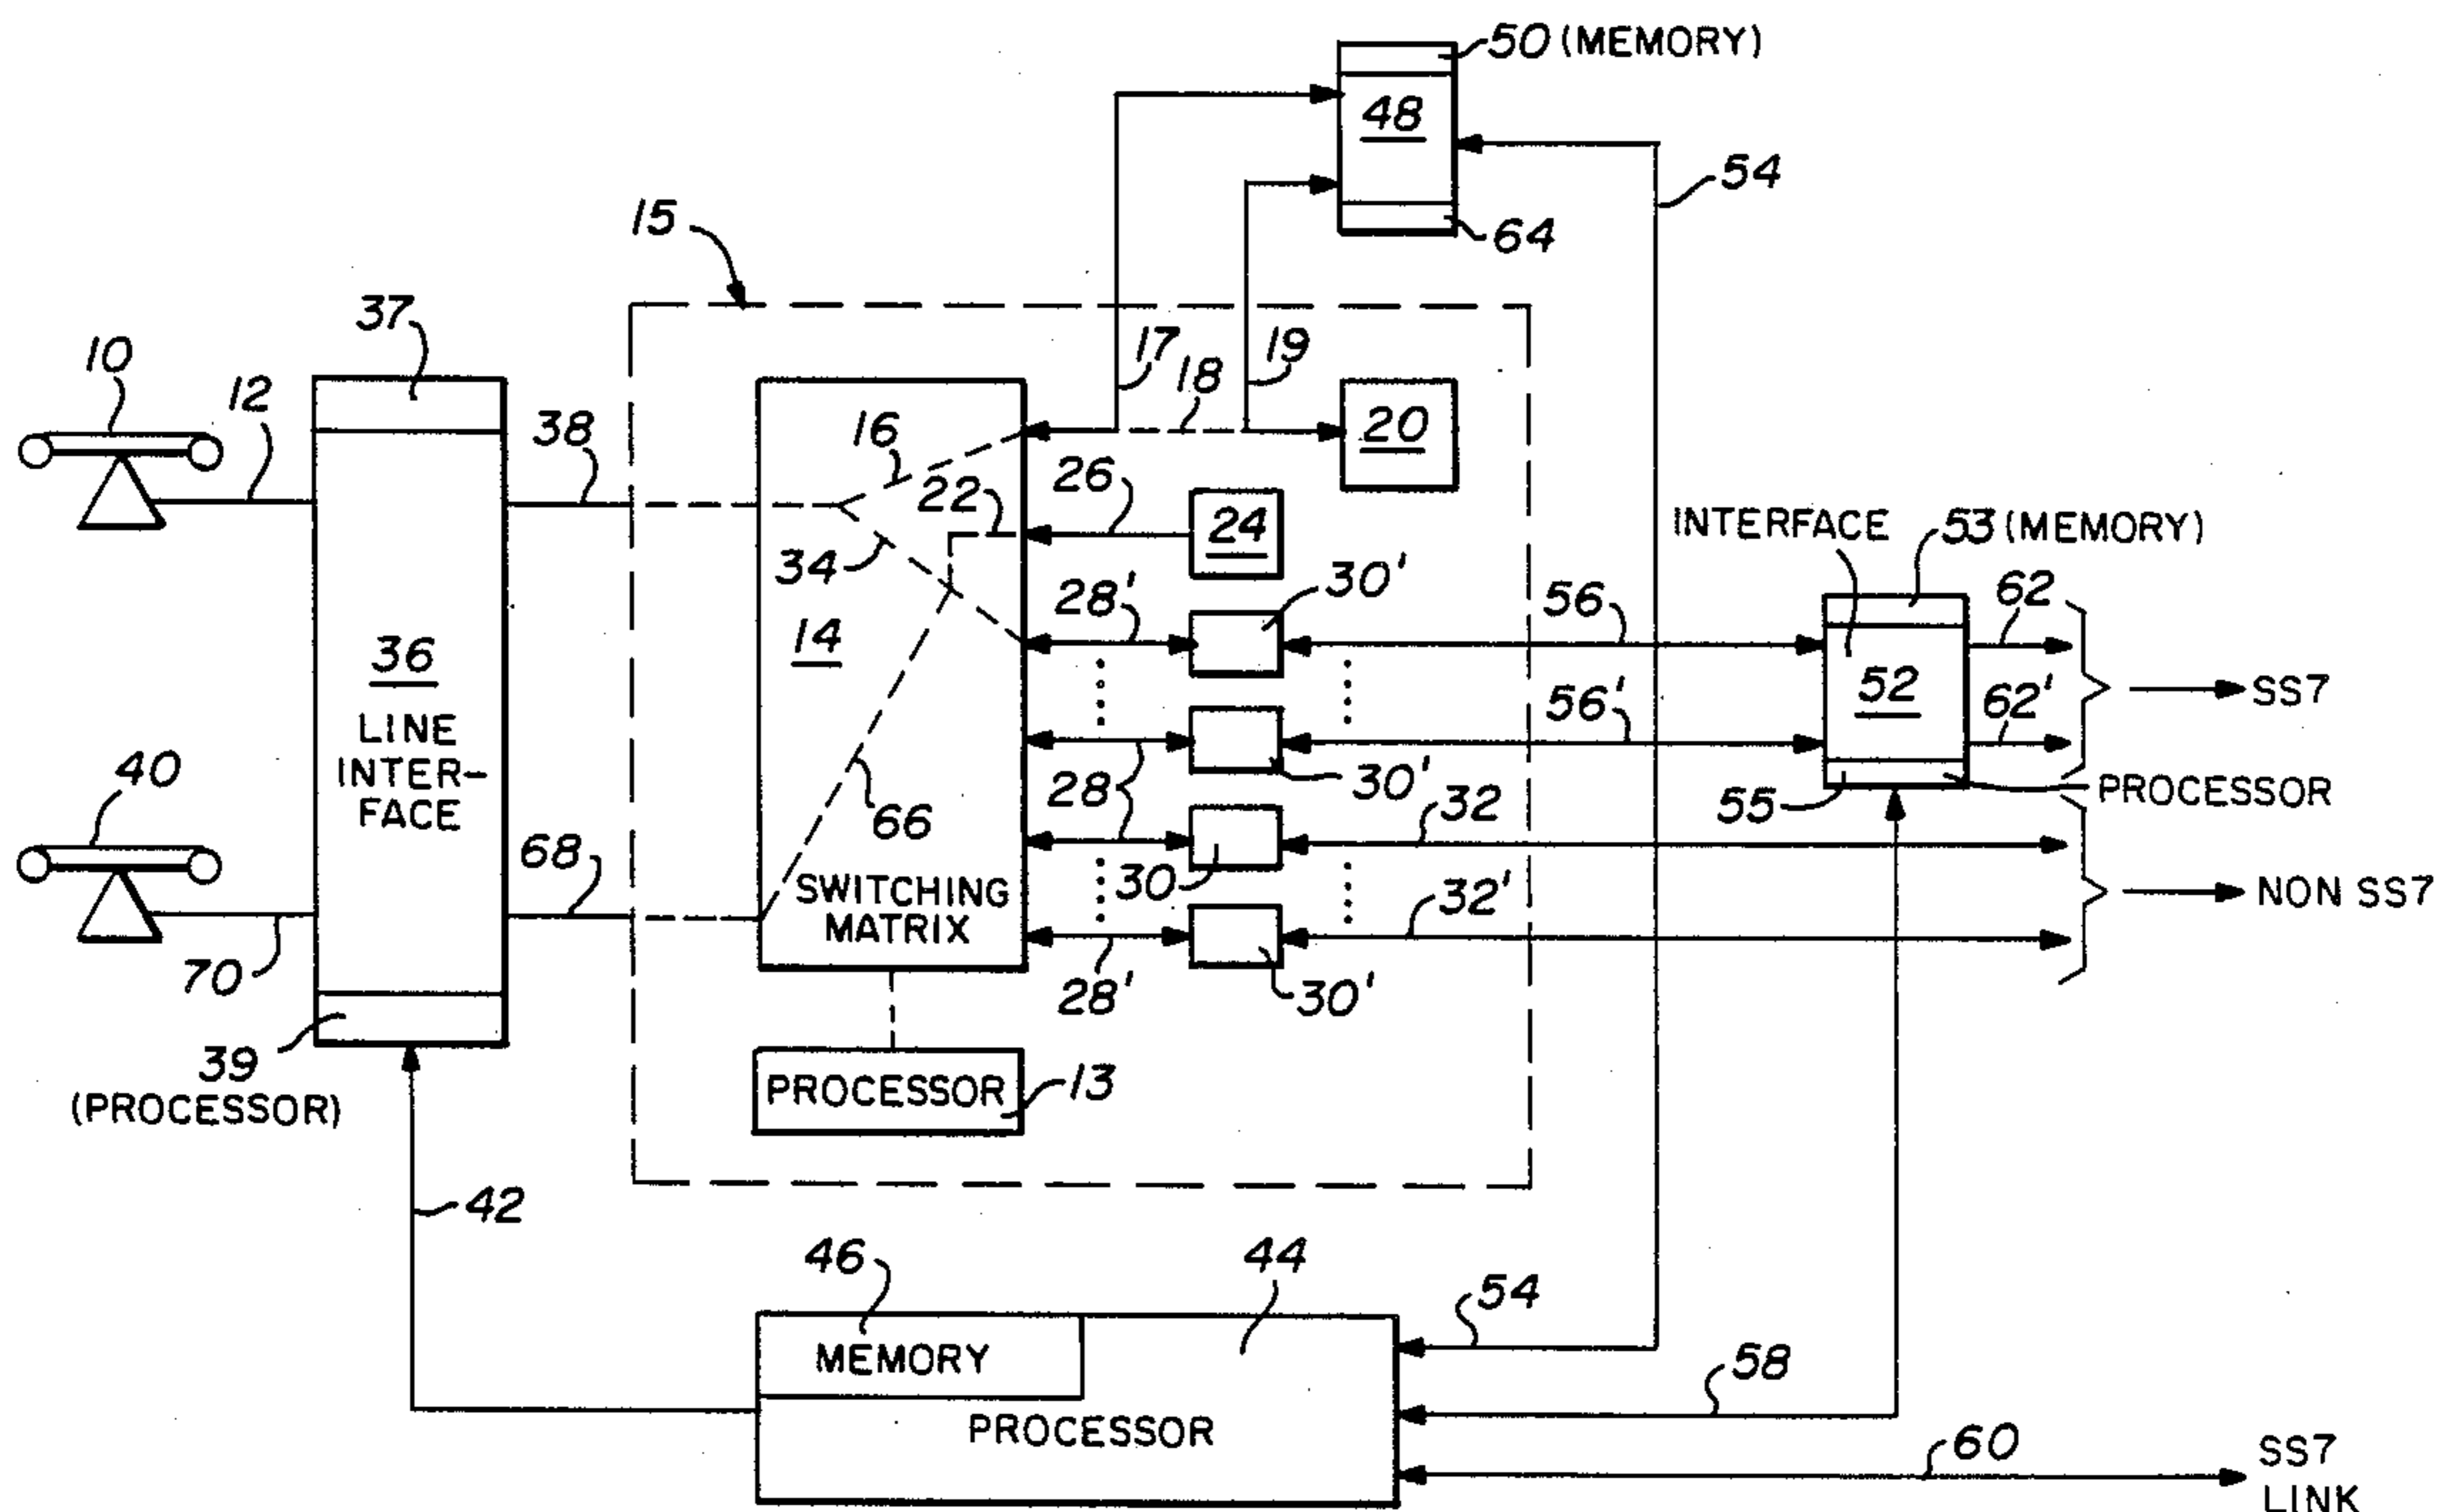 50 (MEMORY)
48
54
15
64
37
10
12
17
18
19
38
16
20
26
22
24
INTERFACE
53 (MEMORY)
34
28'
30'
56
62
14
36
52
SS7
LINE
INTER-
FACE
56'
62'
40
28
30'
66
32
55
PROCESSOR
68
30
SWITCHING
MATRIX
32'
NON SS7
70
28'
30'
39
(PROCESSOR)
PROCESSOR
13
42
46
44
54
MEMORY
58
PROCESSOR
60
SS7
LINK